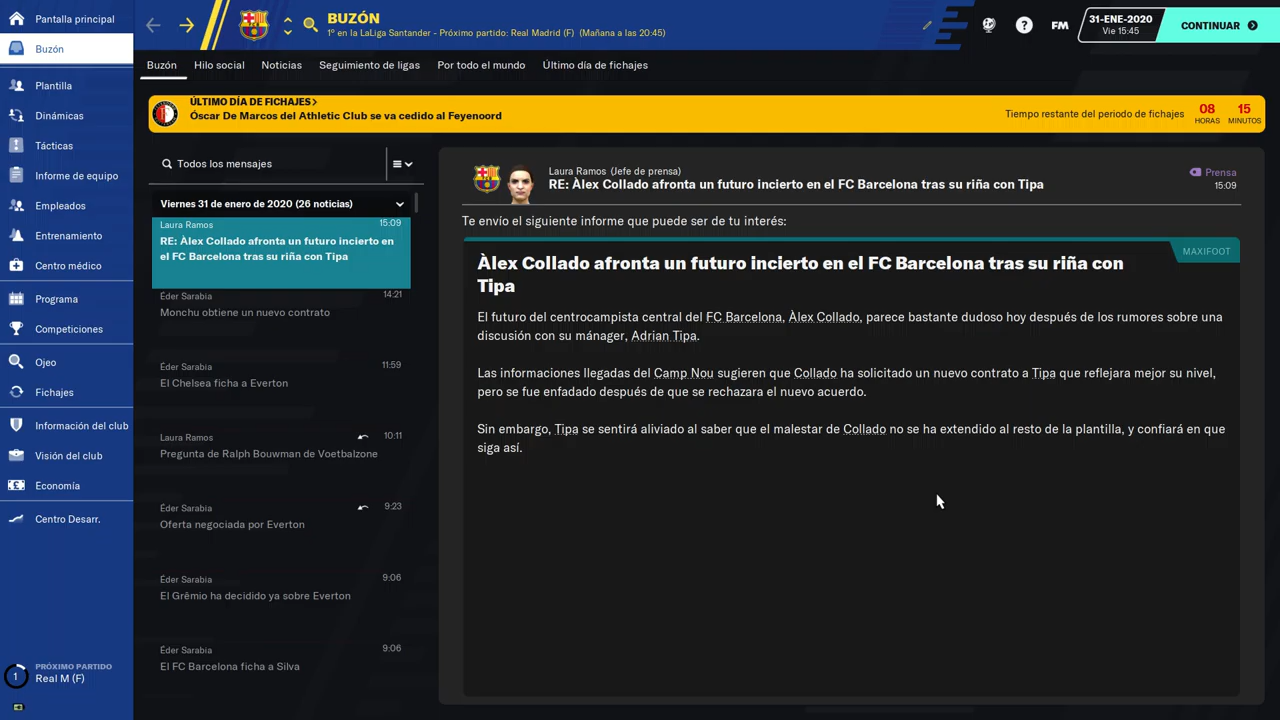 Pantalla principal
Buzón
Plantilla
Dinámicas
Tácticas
Informe de equipo
Empleados
Entrenamiento
Centro médico
Programa
Competiciones
Ojeo
Fichajes
Información del club
Visión del club
Economía
Centro Desarr.
1
PRÓXIMO PARTIDO
Real M (F)
BUZÓN
1º en la LaLiga Santander - Próximo partido: Real Madrid (F) (Mañana a las 20:45)
?
FM
31-ENE-2020
Vie 15:45
CONTINUAR
Buzón
Hilo social
Noticias
Seguimiento de ligas
Por todo el mundo
Último día de fichajes
ÚLTIMO DÍA DE FICHAJES>
Óscar De Marcos del Athletic Club se va cedido al Feyenoord
Tiempo restante del periodo de fichajes
08
HORAS
15
MINUTOS
Todos los mensajes
Viernes 31 de enero de 2020 (26 noticias)
Laura Ramos 15:09
RE: Àlex Collado afronta un futuro incierto en
el FC Barcelona tras su riña con Tipa
Éder Sarabia 14:21
Monchu obtiene un nuevo contrato
Éder Sarabia 11:59
El Chelsea ficha a Everton
Laura Ramos 10:11
Pregunta de Ralph Bouwman de Voetbalzone
Éder Sarabia 9:23
Oferta negociada por Everton
Éder Sarabia 9:06
El Grêmio ha decidido ya sobre Everton
Éder Sarabia 9:06
El FC Barcelona ficha a Silva
Laura Ramos (Jefe de prensa)
RE: Àlex Collado afronta un futuro incierto en el FC Barcelona tras su riña con Tipa
Prensa
15:09
Te envío el siguiente informe que puede ser de tu interés:
MAXIFOOT
Àlex Collado afronta un futuro incierto en el FC Barcelona tras su riña con
Tipa
El futuro del centrocampista central del FC Barcelona, Àlex Collado, parece bastante dudoso hoy después de los rumores sobre una
discusión con su mánager, Adrian Tipa.
Las informaciones llegadas del Camp Nou sugieren que Collado ha solicitado un nuevo contrato a Tipa que reflejara mejor su nivel,
pero se fue enfadado después de que se rechazara el nuevo acuerdo.
Sin embargo, Tipa se sentirá aliviado al saber que el malestar de Collado no se ha extendido al resto de la plantilla, y confiará en que
siga así.